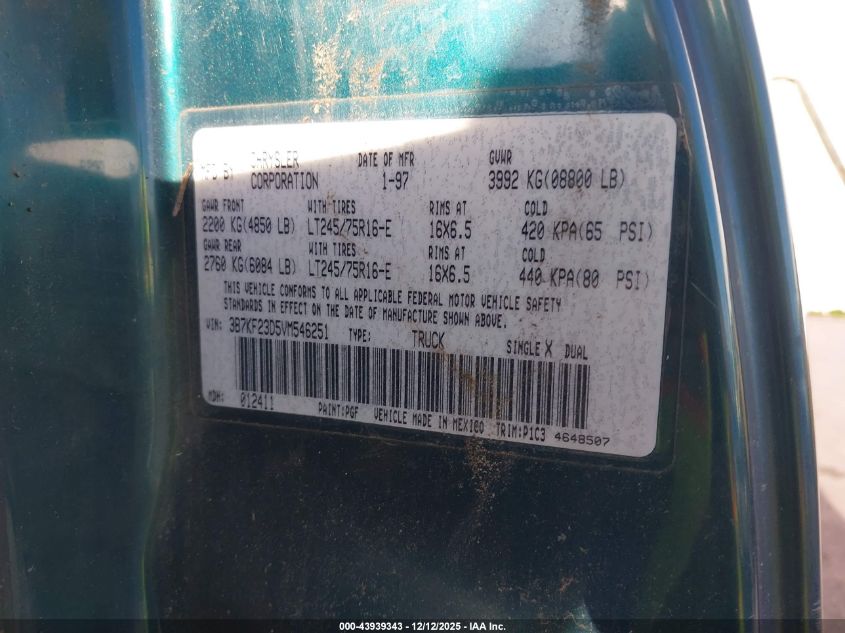 MFD BY CHRYSLER CORPORATION DATE OF MFR 1-97 GVWR 3992 KG(08800 LB)
GAWR FRONT WITH TIRES RIMS AT COLD
2200 KG(4850 LB) LT245/75R16-E 16X6.5 420 KPA(65 PSI)
GAWR REAR WITH TIRES RIMS AT COLD
2760 KG(6084 LB) LT245/75R16-E 16X6.5 440 KPA(80 PSI)
THIS VEHICLE CONFORMS TO ALL APPLICABLE FEDERAL MOTOR VEHICLE SAFETY
STANDARDS IN EFFECT ON THE DATE OF MANUFACTURE SHOWN ABOVE.
VIN: 3B7KF23D5VM546251 TYPE: TRUCK SINGLE X DUAL
MDH: 012411 PAINT:PGF VEHICLE MADE IN MEXICO TRIM:P1C3 4648507
000-43939343 - 12/12/2025 - IAA Inc.